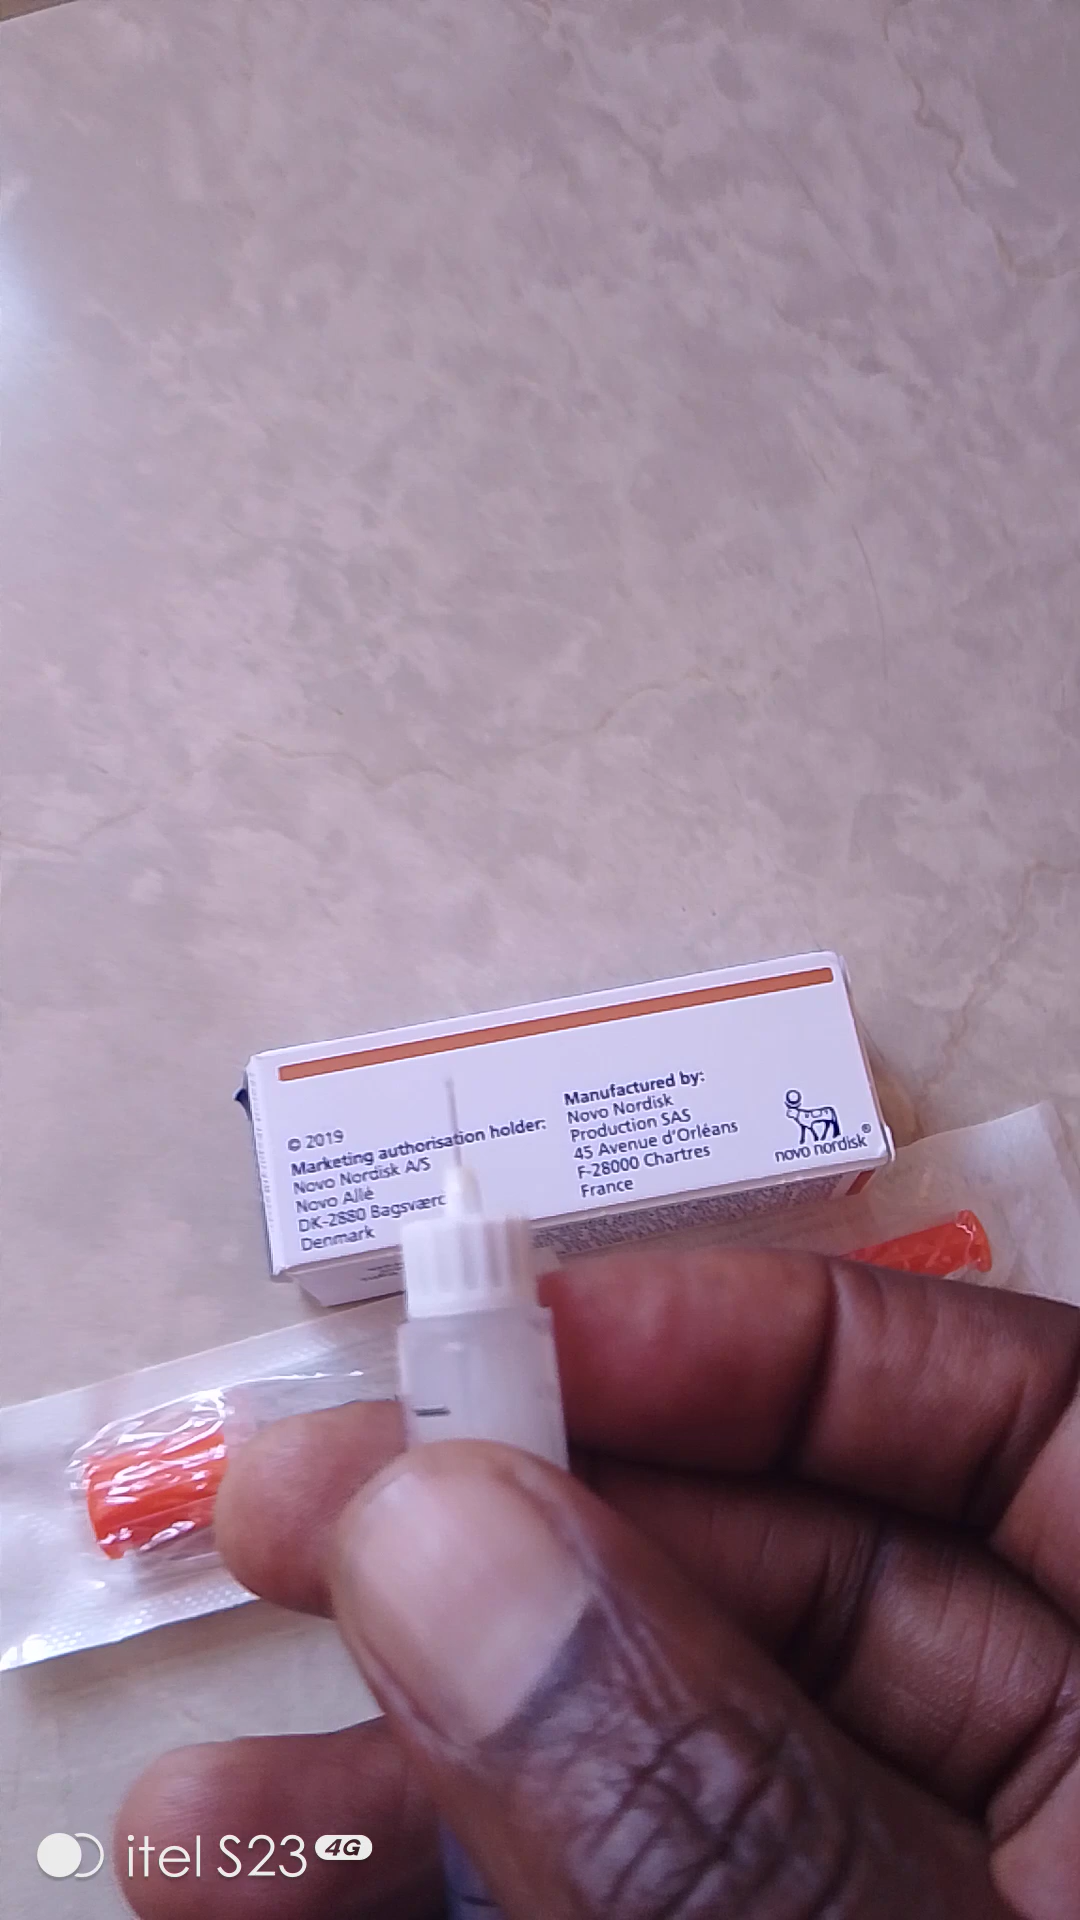 © 2019
Marketing authorisation holder:
Novo Nordisk A/S
Novo Allé
DK-2880 Bagsværd
Denmark
Manufactured by:
Novo Nordisk
Production SAS
45 Avenue d'Orléans
F-28000 Chartres
France
novo nordisk®
itel S23 4G